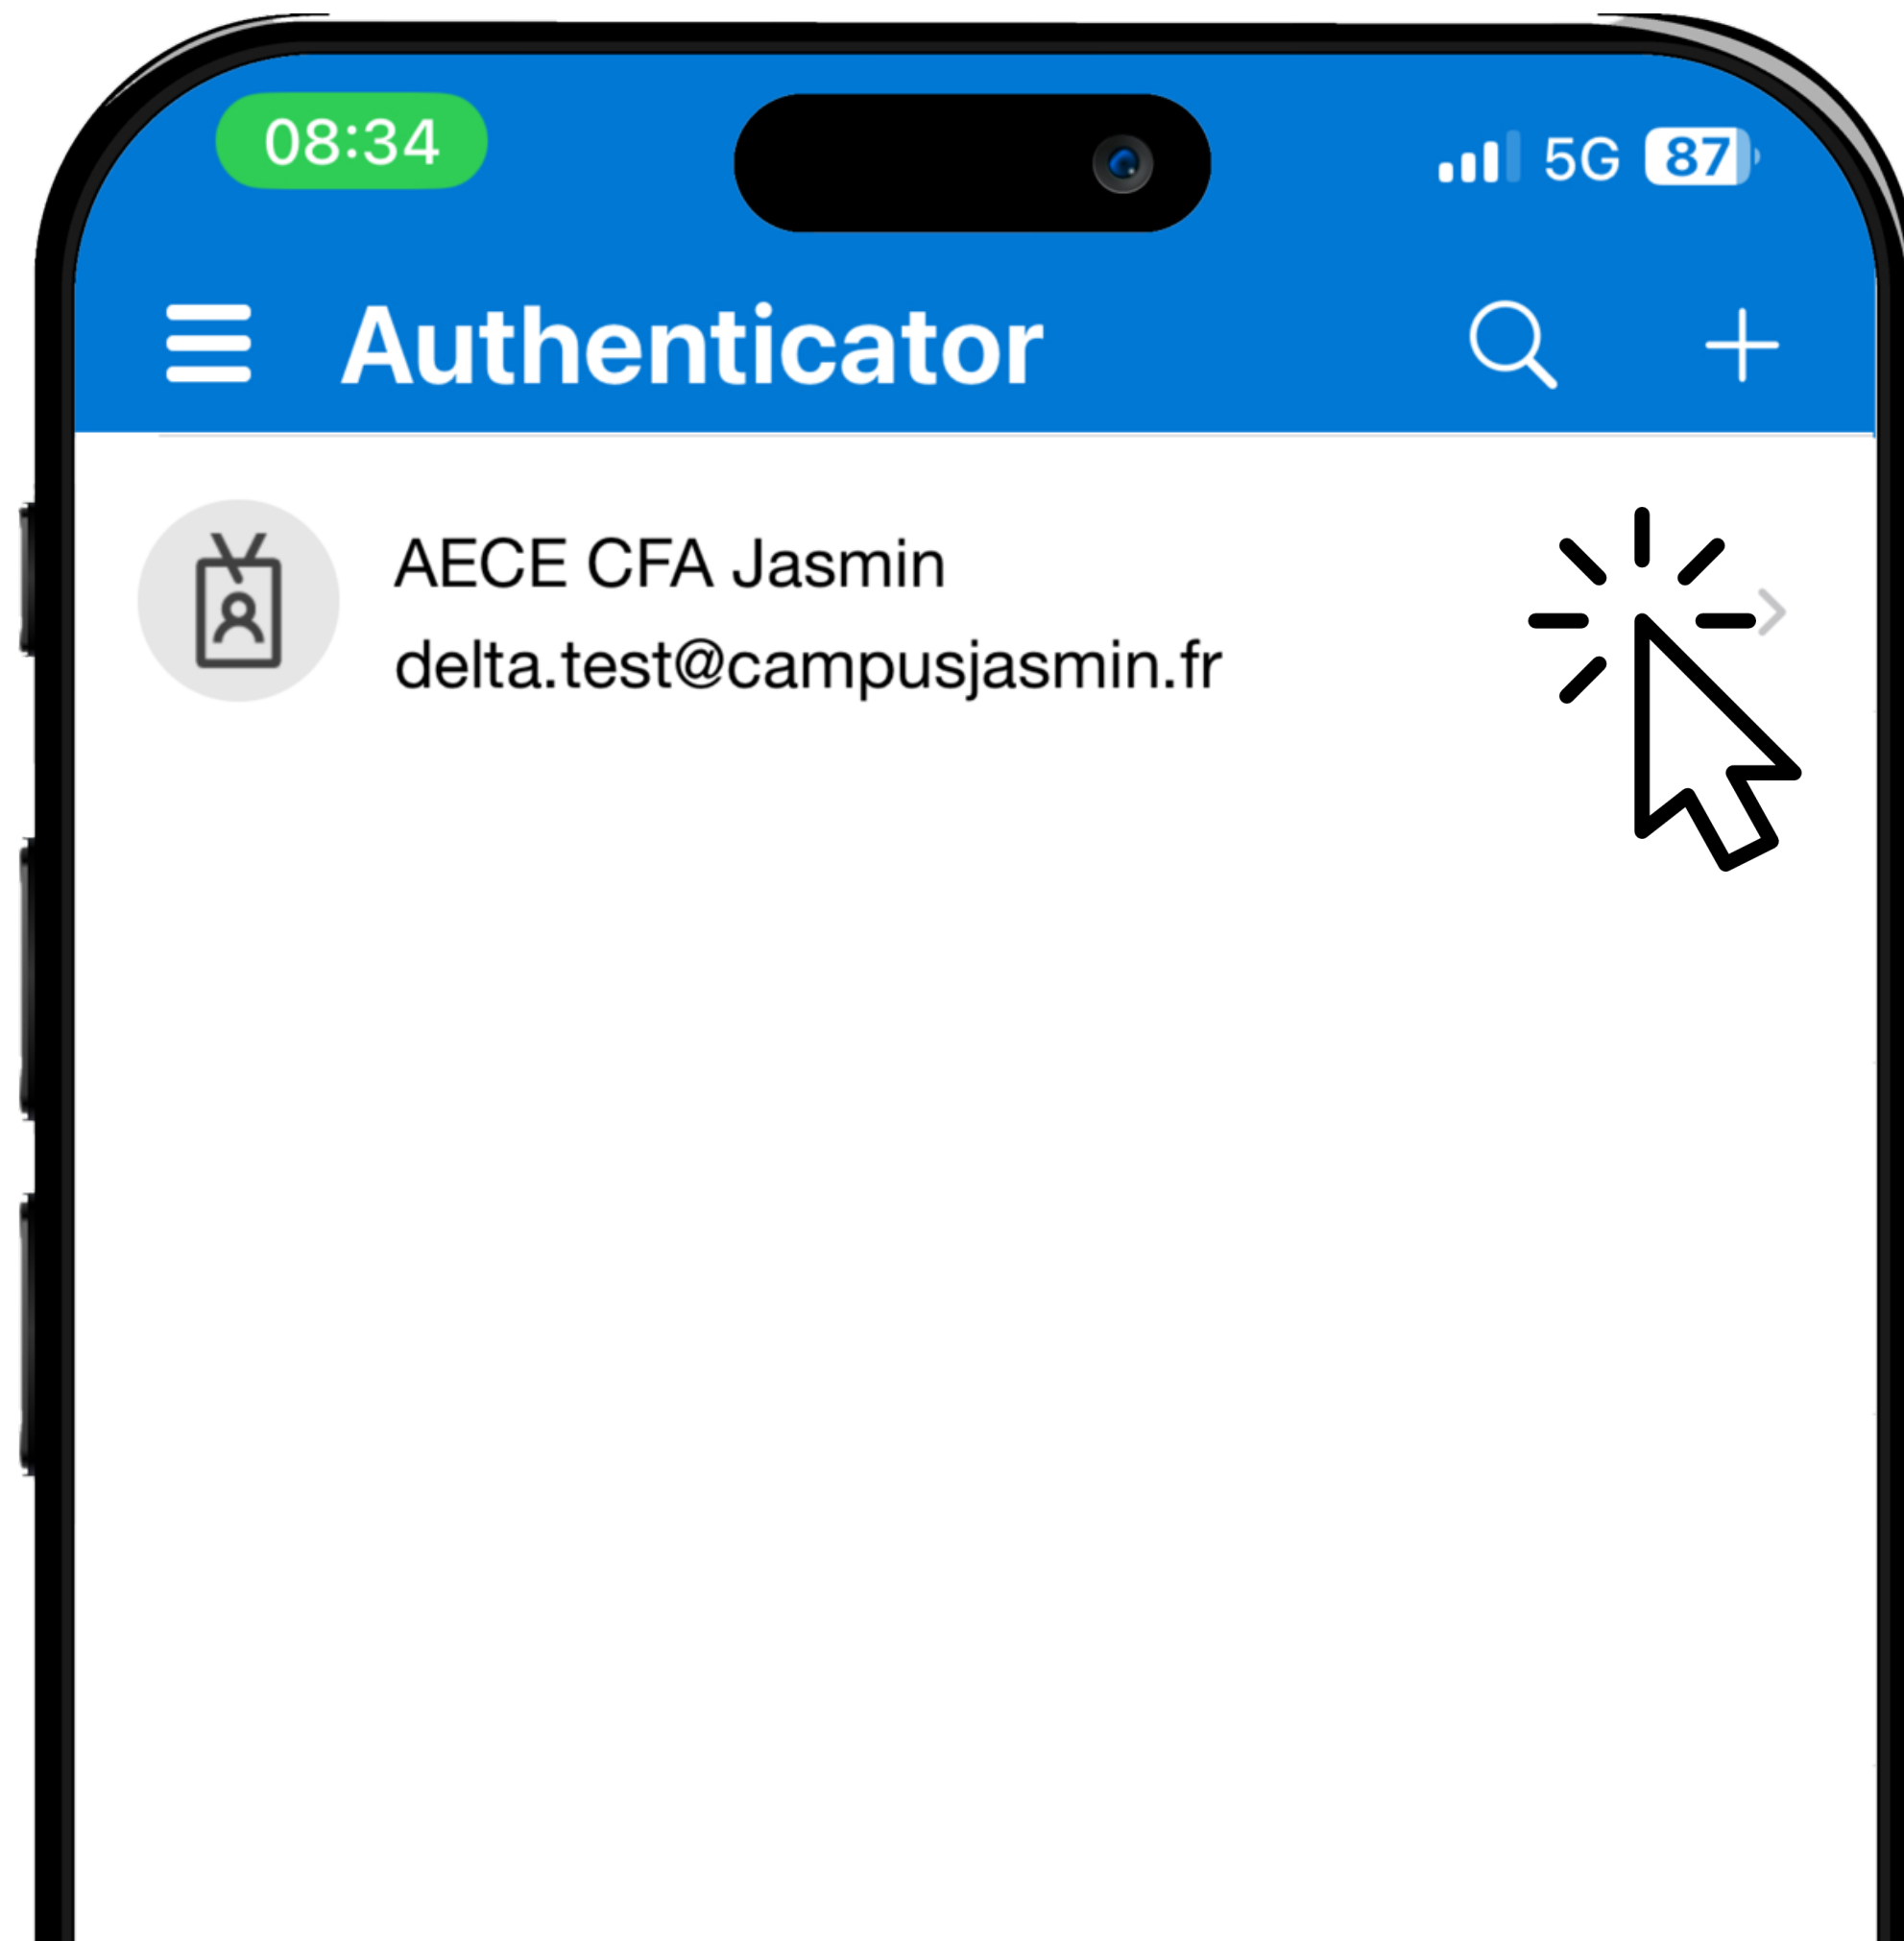 08:34
5G 87
Authenticator
AECE CFA Jasmin
delta.test@campusjasmin.fr